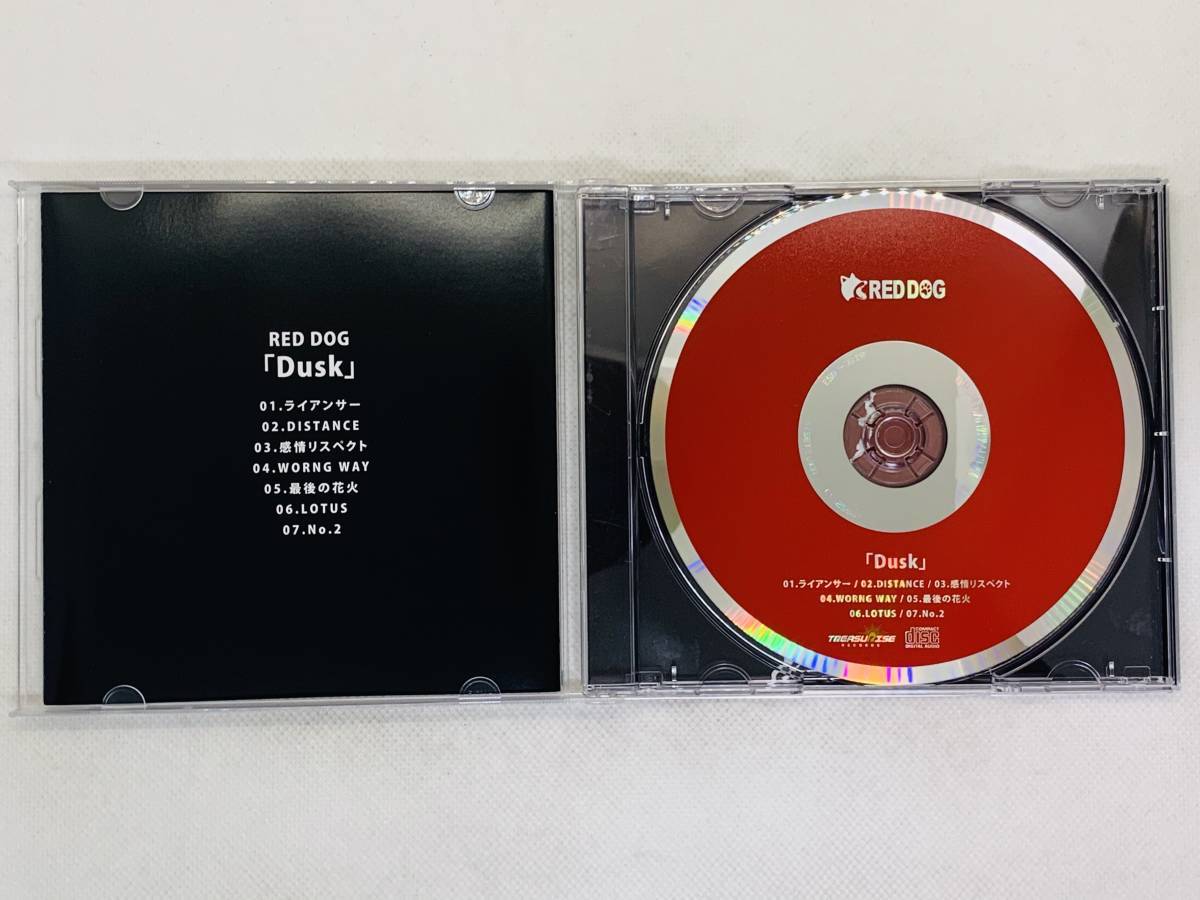 RED DOG
「Dusk」
01.ライアンサー
02.DISTANCE
03.感情リスペクト
04.WORNG WAY
05.最後の花火
06.LOTUS
07.No.2
RED DOG
「Dusk」
01.ライアンサー / 02.DISTANCE / 03.感情リスペクト
04.WORNG WAY / 05.最後の花火
06.LOTUS / 07.No.2
TREASURISE
RECORDS
COMPACT
disc
DIGITAL AUDIO